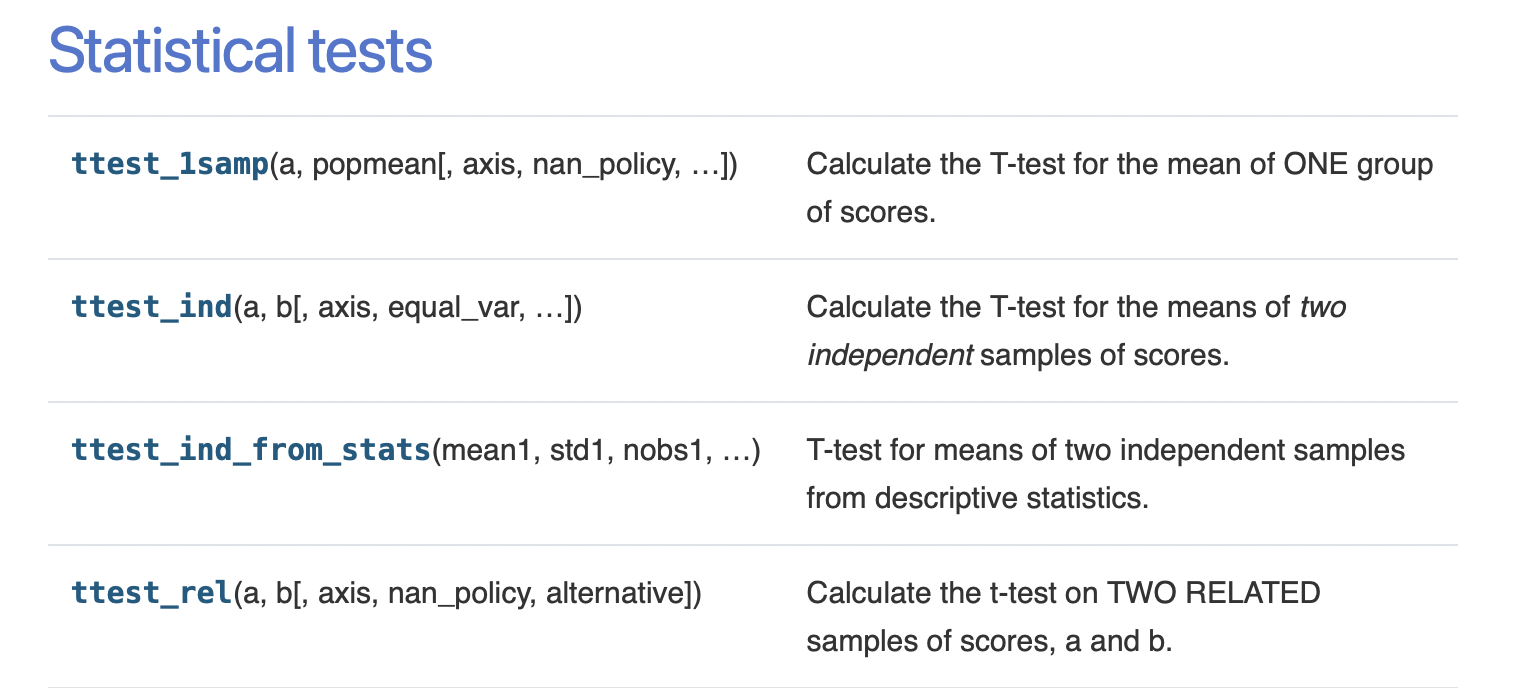 Statistical tests
ttest_1samp(a, popmean[, axis, nan_policy, …])
Calculate the T-test for the mean of ONE group
of scores.
ttest_ind(a, b[, axis, equal_var, …])
Calculate the T-test for the means of two
independent samples of scores.
ttest_ind_from_stats(mean1, std1, nobs1, …)
T-test for means of two independent samples
from descriptive statistics.
ttest_rel(a, b[, axis, nan_policy, alternative])
Calculate the t-test on TWO RELATED
samples of scores, a and b.